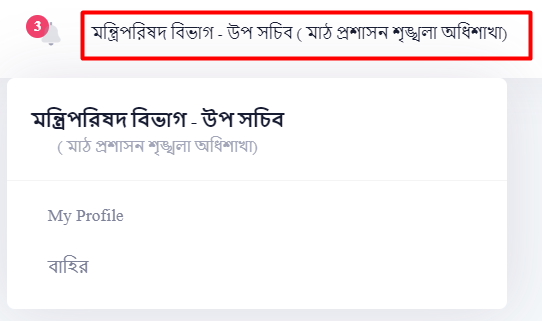 3
মন্ত্রিপরিষদ বিভাগ - উপ সচিব ( মাঠ প্রশাসন শৃঙ্খলা অধিশাখা)
মন্ত্রিপরিষদ বিভাগ - উপ সচিব
( মাঠ প্রশাসন শৃঙ্খলা অধিশাখা)
My Profile
বাহির